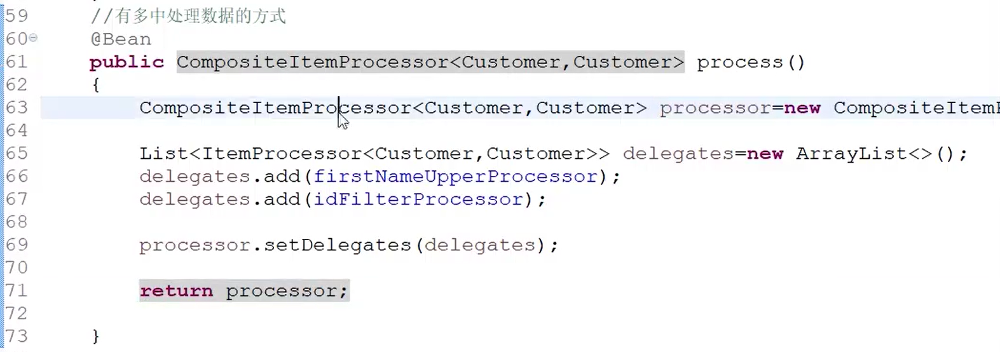 59 //有多中处理数据的方式
60 @Bean
61 public CompositeItemProcessor<Customer,Customer> process()
62 {
63 CompositeItemProcessor<Customer,Customer> processor=new CompositeItem
64
65 List<ItemProcessor<Customer,Customer>> delegates=new ArrayList<>();
66 delegates.add(firstNameUpperProcessor);
67 delegates.add(idFilterProcessor);
68
69 processor.setDelegates(delegates);
70
71 return processor;
72
73 }